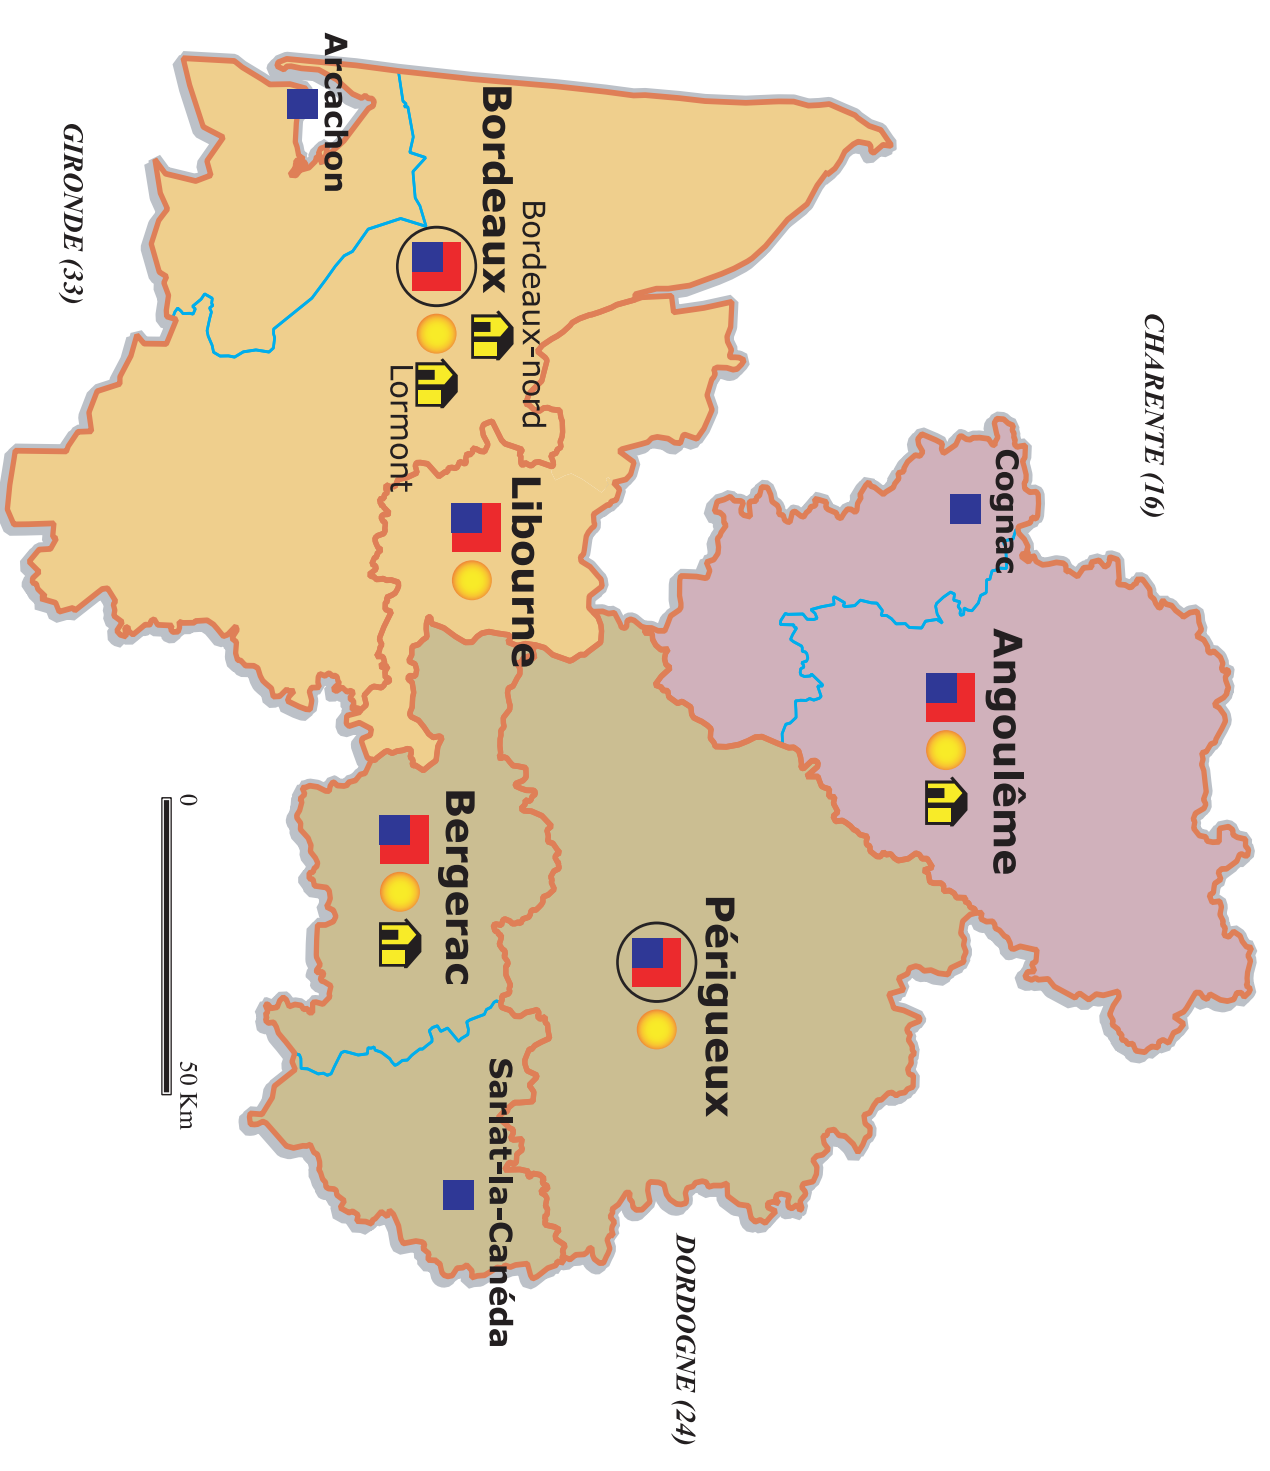 CHARENTE (16)
Cognac
Angoulême
Périgueux
DORDOGNE (24)
Bordeaux-nord
Bordeaux
Libourne
Sarlat-la-Canéda
Bergerac
Lormont
Arcachon
GIRONDE (33)
0
50 Km